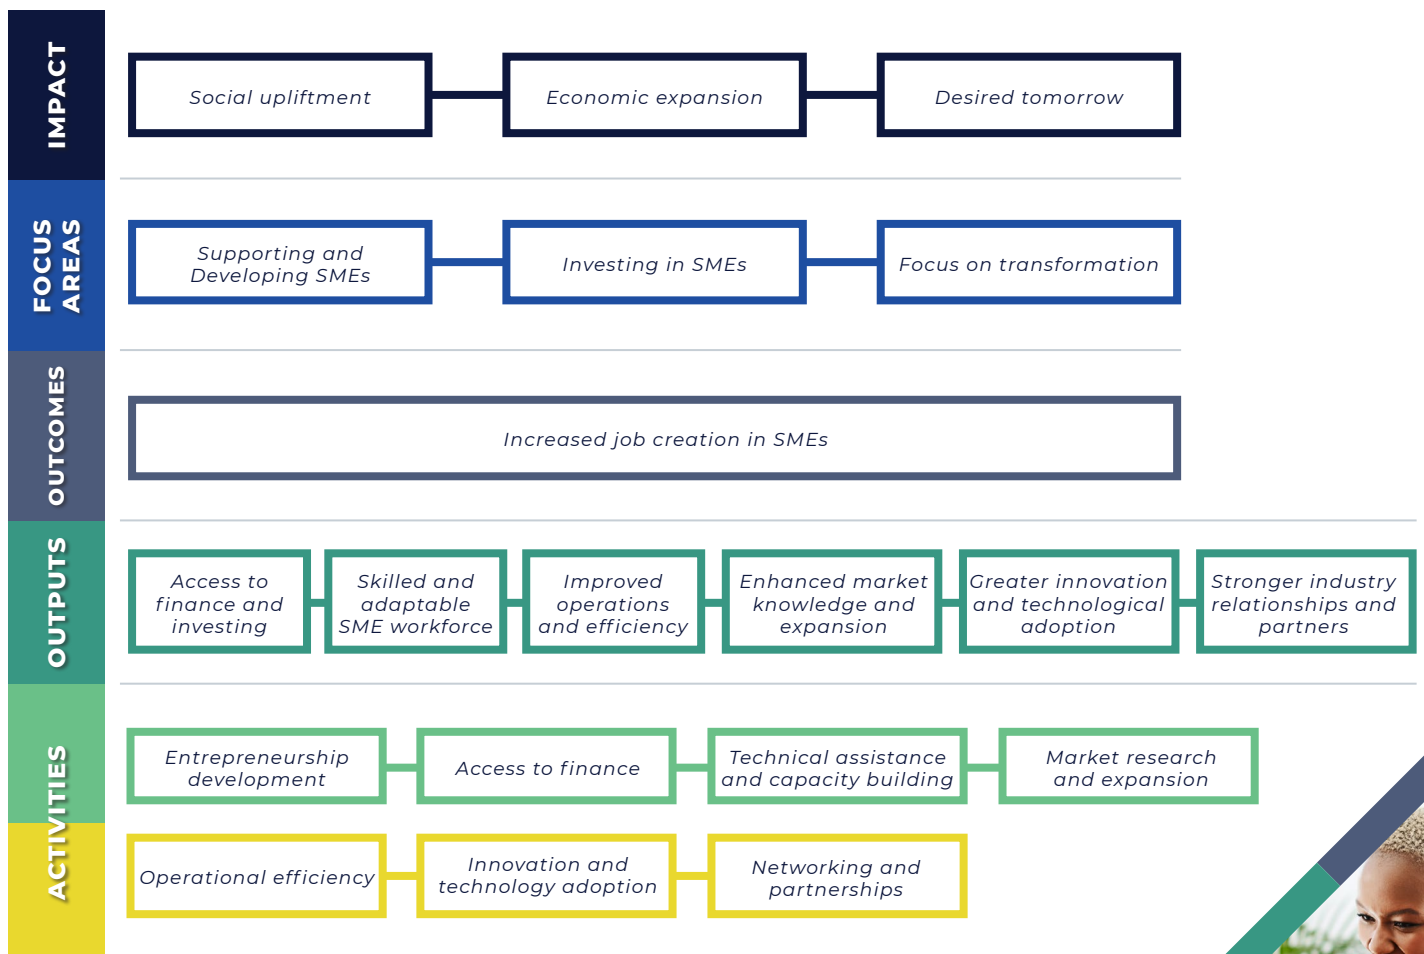 IMPACT
Social upliftment
Economic expansion
Desired tomorrow
FOCUS
AREAS
Supporting and
Developing SMEs
Investing in SMEs
Focus on transformation
OUTCOMES
Increased job creation in SMEs
OUTPUTS
Access to
finance and
investing
Skilled and
adaptable
SME workforce
Improved
operations
and efficiency
Enhanced market
knowledge and
expansion
Greater innovation
and technological
adoption
Stronger industry
relationships and
partners
ACTIVITIES
Entrepreneurship
development
Access to finance
Technical assistance
and capacity building
Market research
and expansion
Operational efficiency
Innovation and
technology adoption
Networking and
partnerships